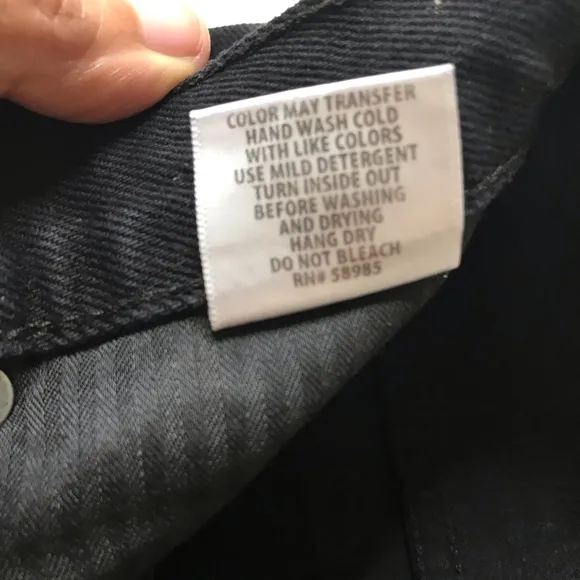 COLOR MAY TRANSFER
HAND WASH COLD
WITH LIKE COLORS
USE MILD DETERGENT
TURN INSIDE OUT
BEFORE WASHING
AND DRYING
HANG DRY
DO NOT BLEACH
RN# 58985